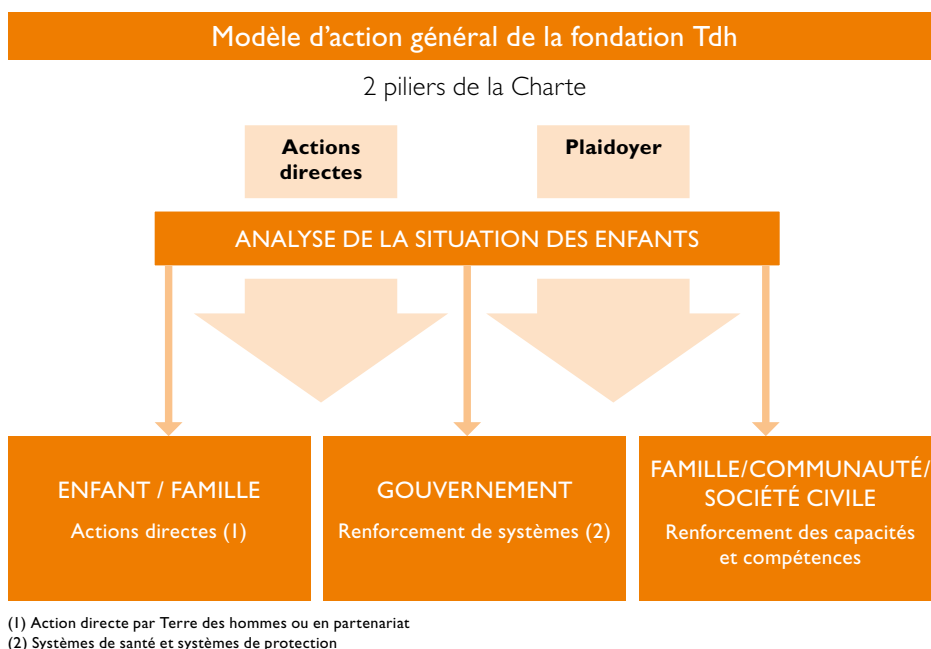 Modèle d’action général de la fondation Tdh
2 piliers de la Charte
Actions
directes
Plaidoyer
ANALYSE DE LA SITUATION DES ENFANTS
ENFANT / FAMILLE
Actions directes (1)
GOUVERNEMENT
Renforcement de systèmes (2)
FAMILLE/COMMUNAUTÉ/
SOCIÉTÉ CIVILE
Renforcement des capacités
et compétences
(1) Action directe par Terre des hommes ou en partenariat
(2) Systèmes de santé et systèmes de protection